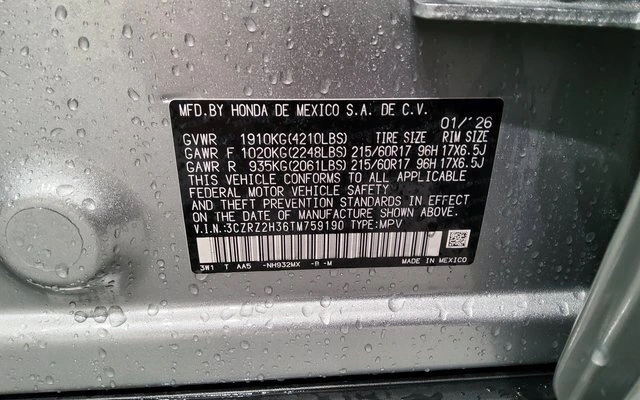 MFD. BY HONDA DE MEXICO S.A. DE C.V.
01/'26
GVWR 1910KG(4210LBS) TIRE SIZE RIM SIZE
GAWR F 1020KG(2248LBS) 215/60R17 96H 17X6.5J
GAWR R 935KG(2061LBS) 215/60R17 96H 17X6.5J
THIS VEHICLE CONFORMS TO ALL APPLICABLE
FEDERAL MOTOR VEHICLE SAFETY
AND THEFT PREVENTION STANDARDS IN EFFECT
ON THE DATE OF MANUFACTURE SHOWN ABOVE.
V.I.N.:3CZRZ2H36TM759190 TYPE:MPV
3W1 T AA5 -NH932MX -B -M MADE IN MEXICO